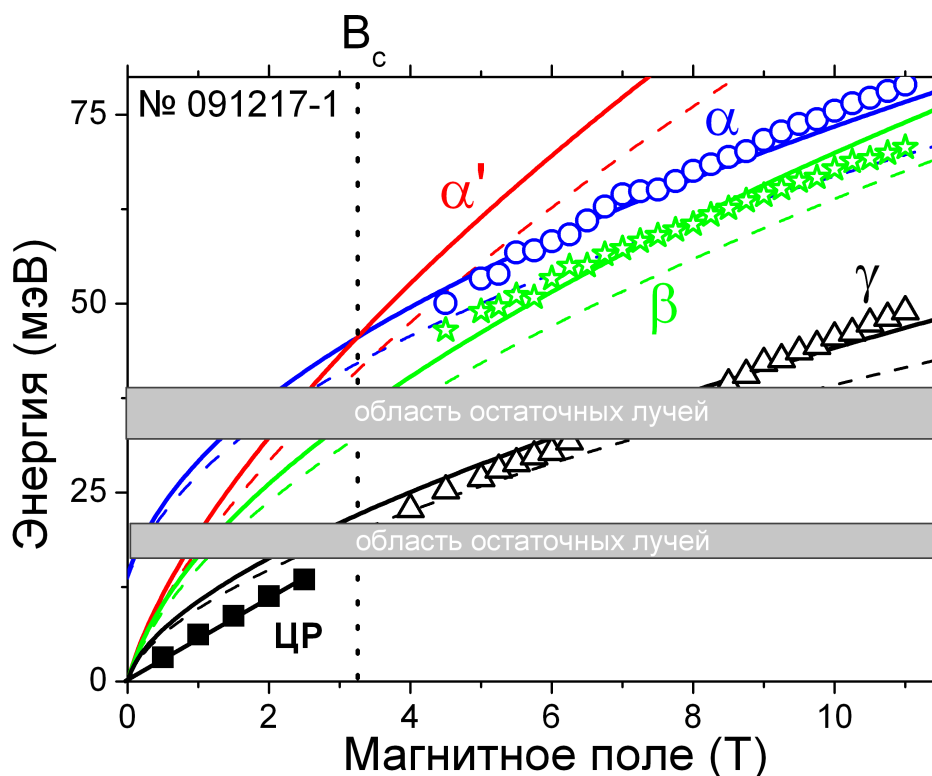 B_c
№ 091217-1
75
50
25
0
Энергия (мэВ)
α'
α
β
γ
область остаточных лучей
область остаточных лучей
ЦР
0 2 4 6 8 10
Магнитное поле (T)